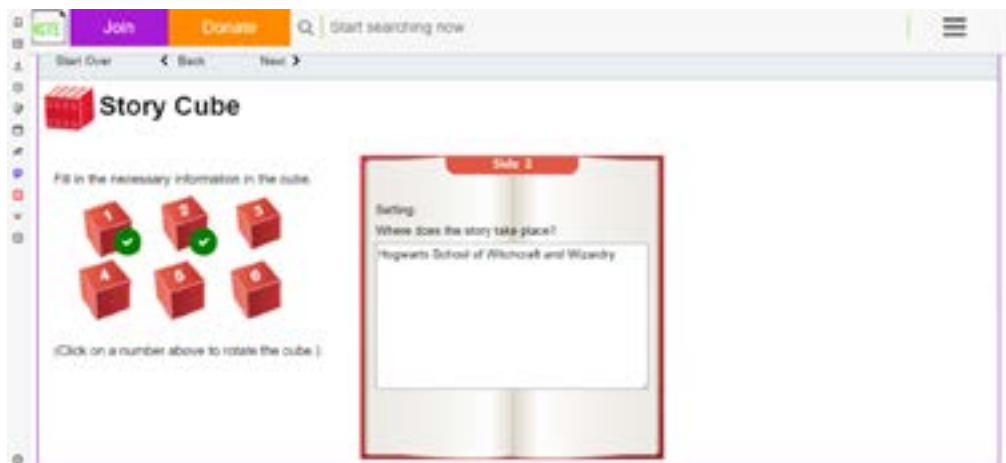 NCTE
Join
Donate
Start searching now
Start Over
Back
Next
Story Cube
Fill in the necessary information in the cube.
1
2
3
4
5
6
(Click on a number above to rotate the cube.)
Setting:
Where does the story take place?
Hogwarts School of Witchcraft and Wizardry